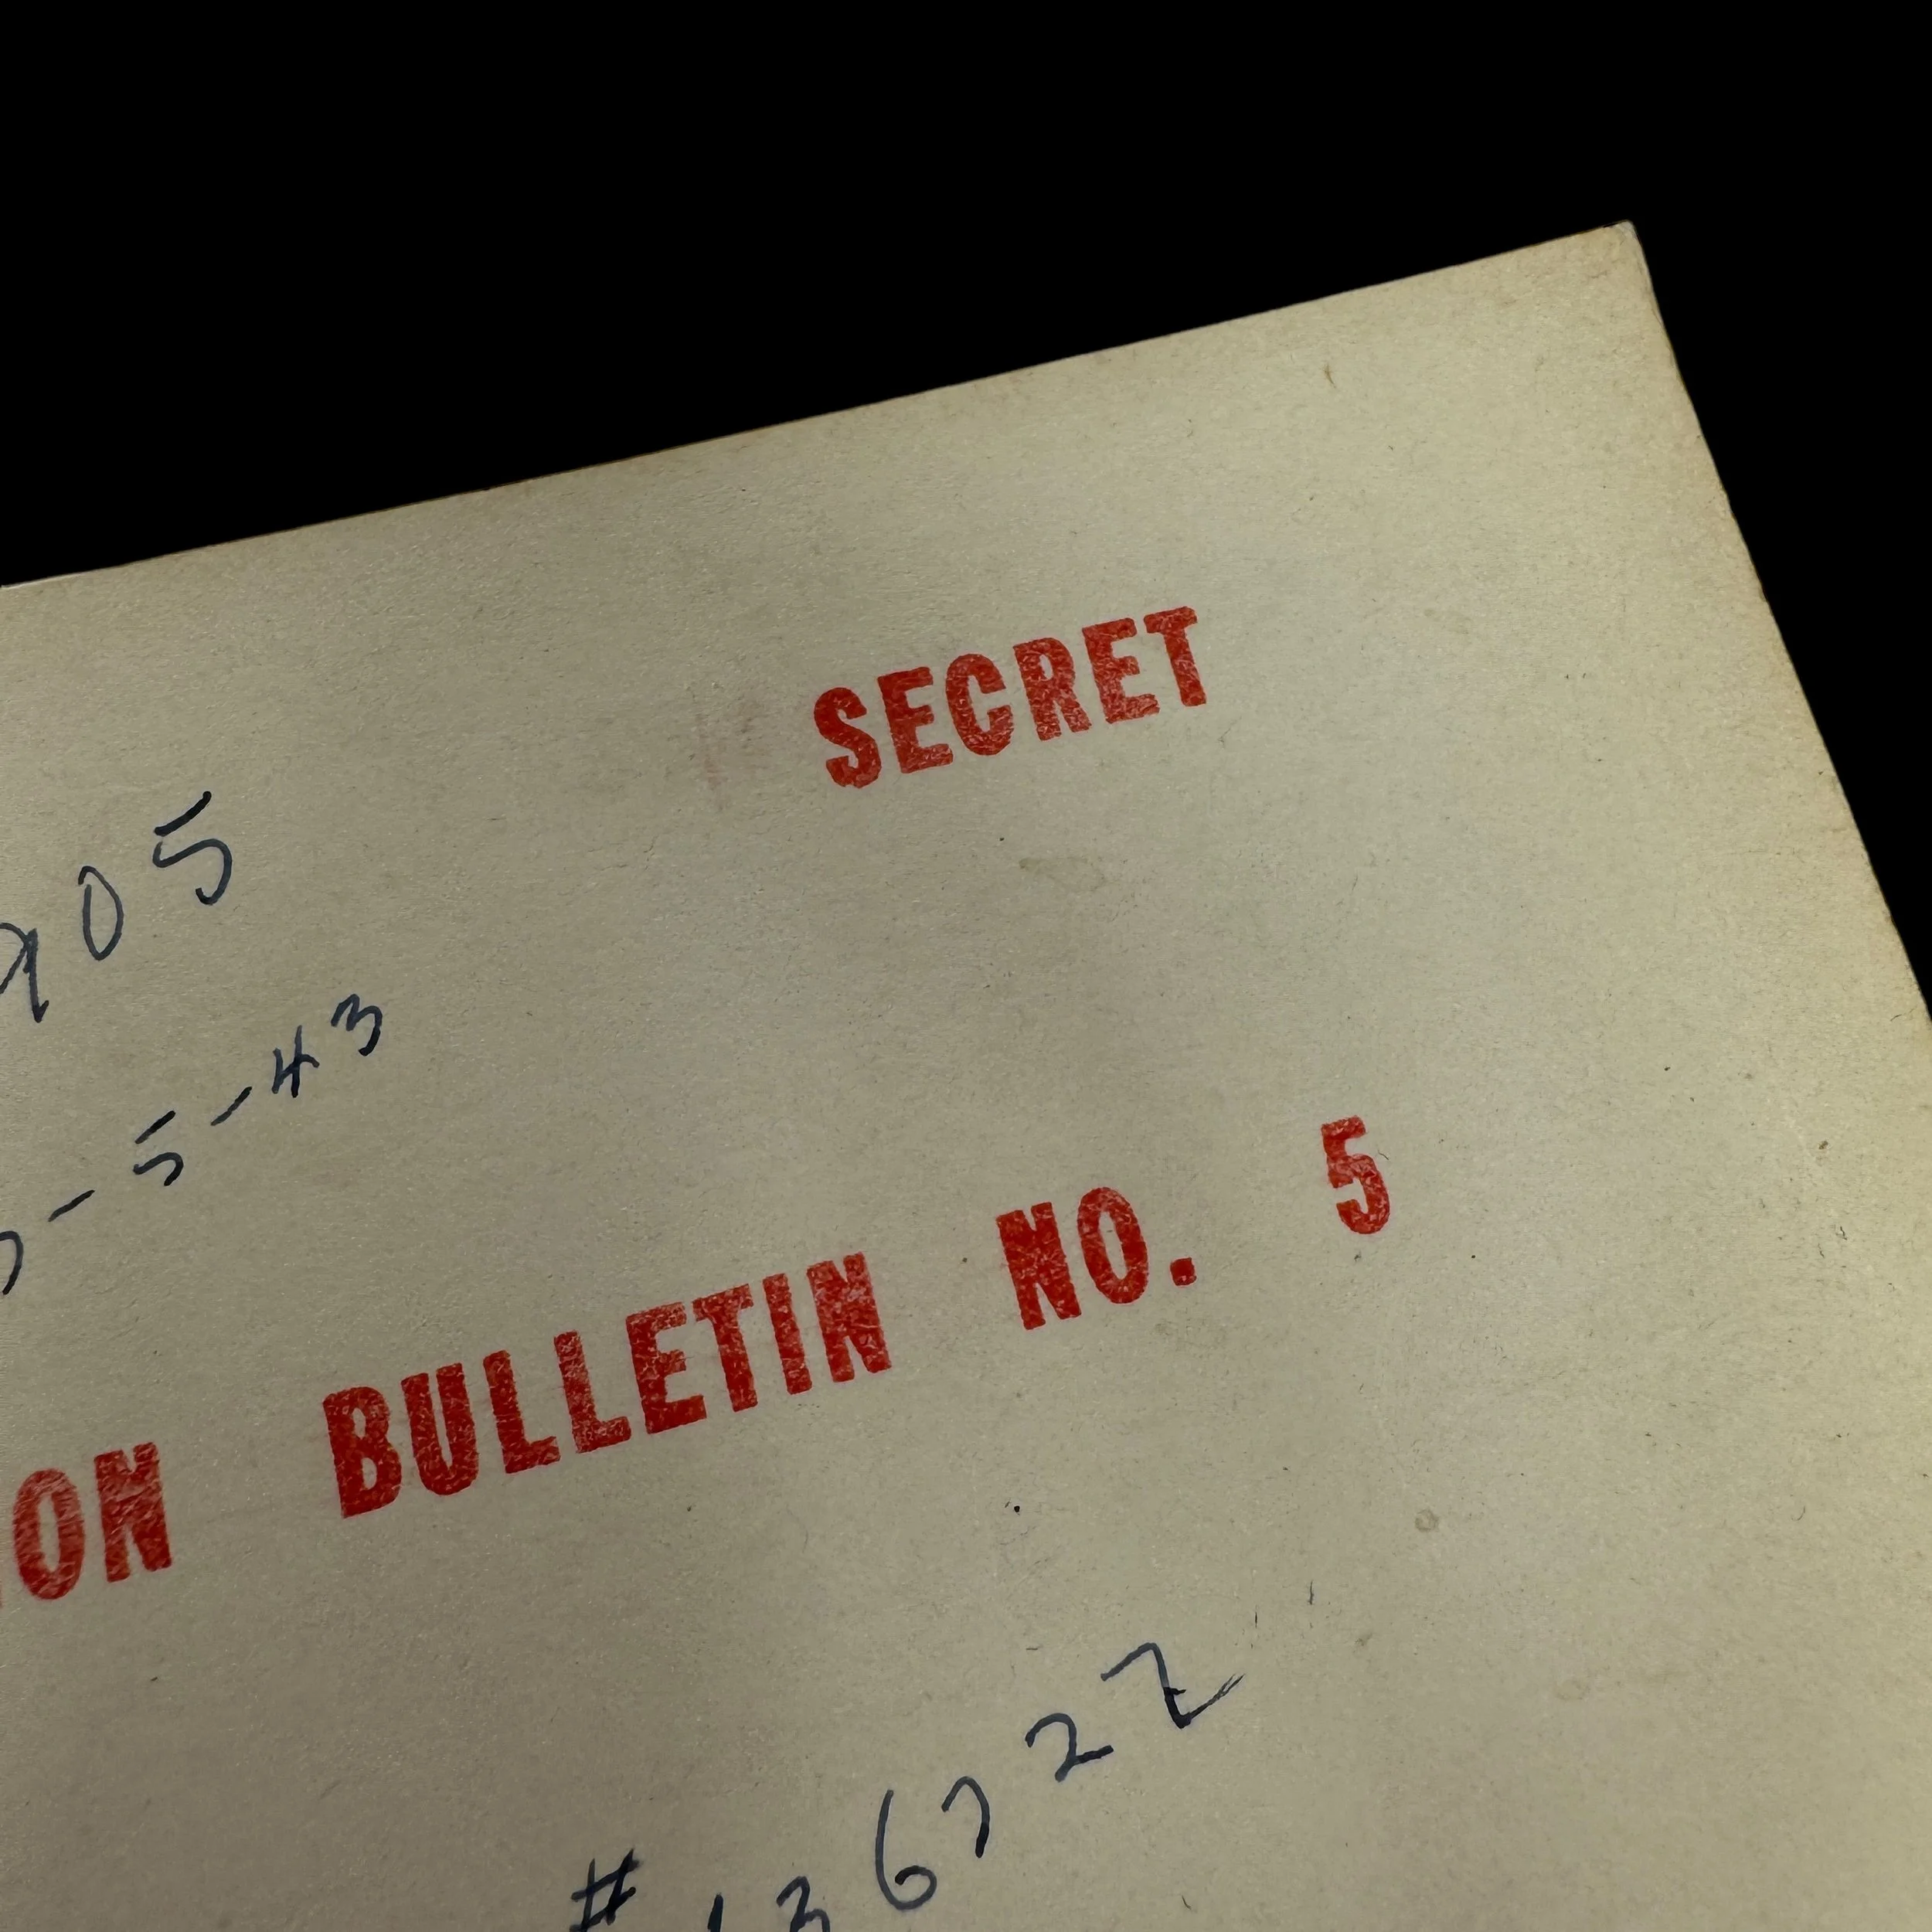 SECRET
905
-5-43
ON BULLETIN NO. 5
# 136722